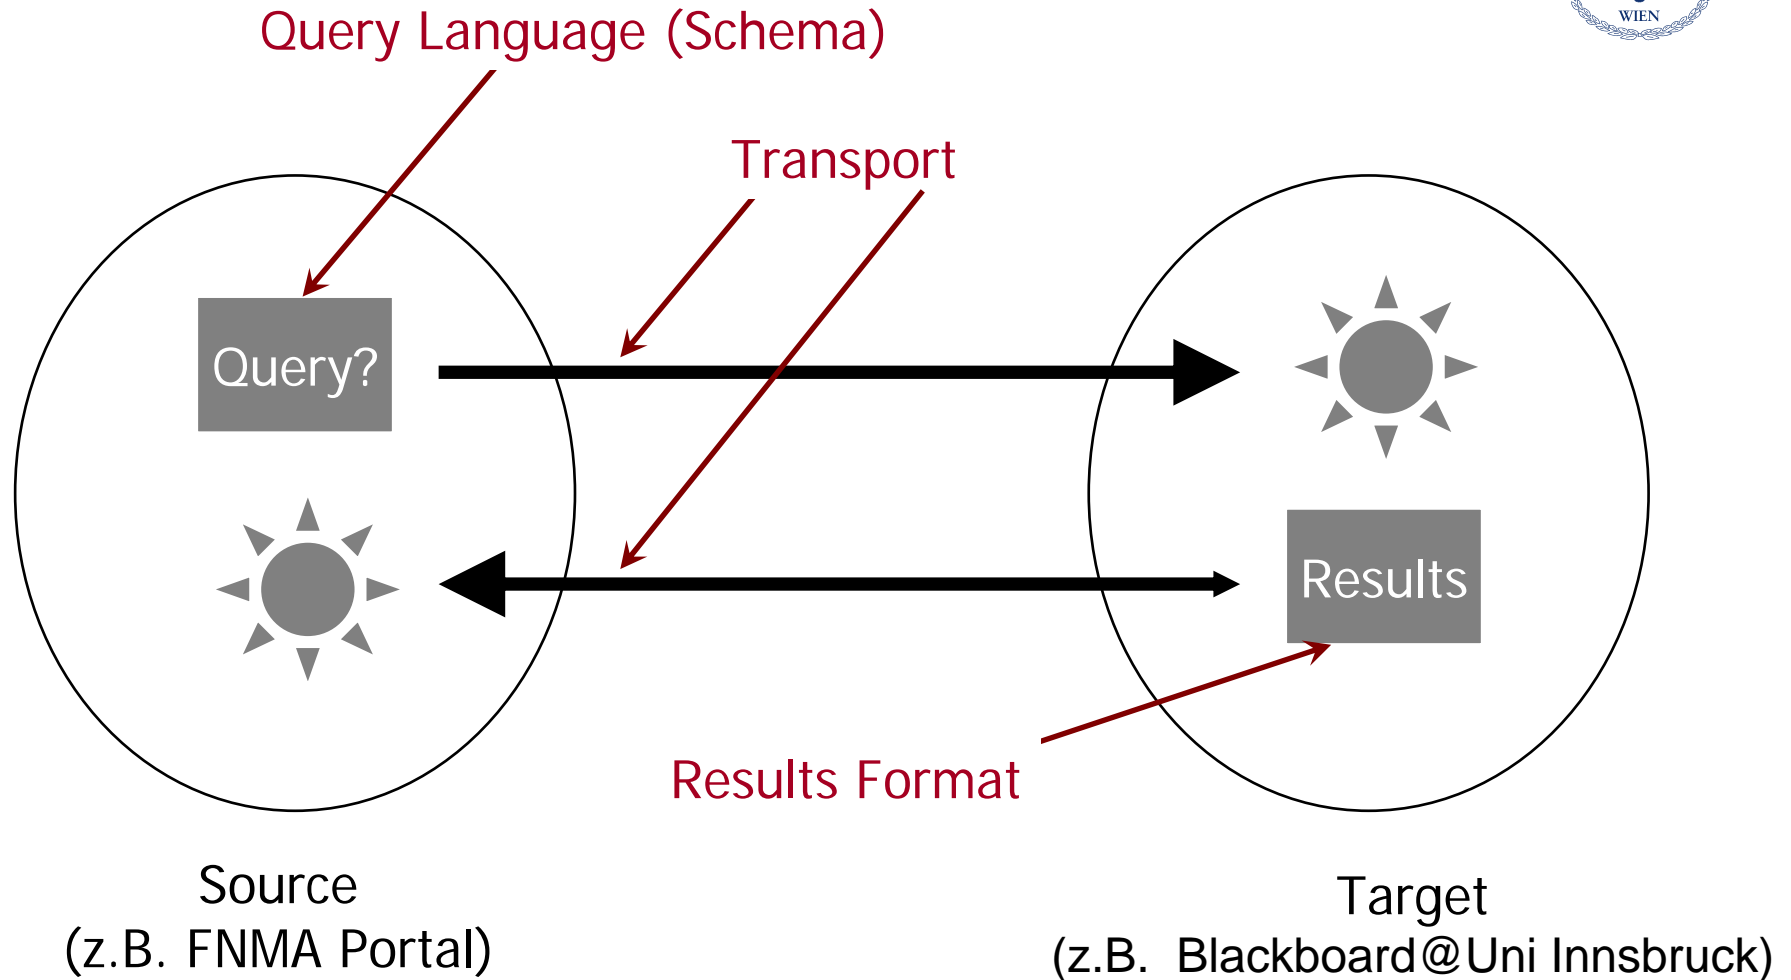 WIEN
Query Language (Schema)
Transport
Query?
Results
Results Format
Source
(z.B. FNMA Portal)
Target
(z.B. Blackboard@Uni Innsbruck)